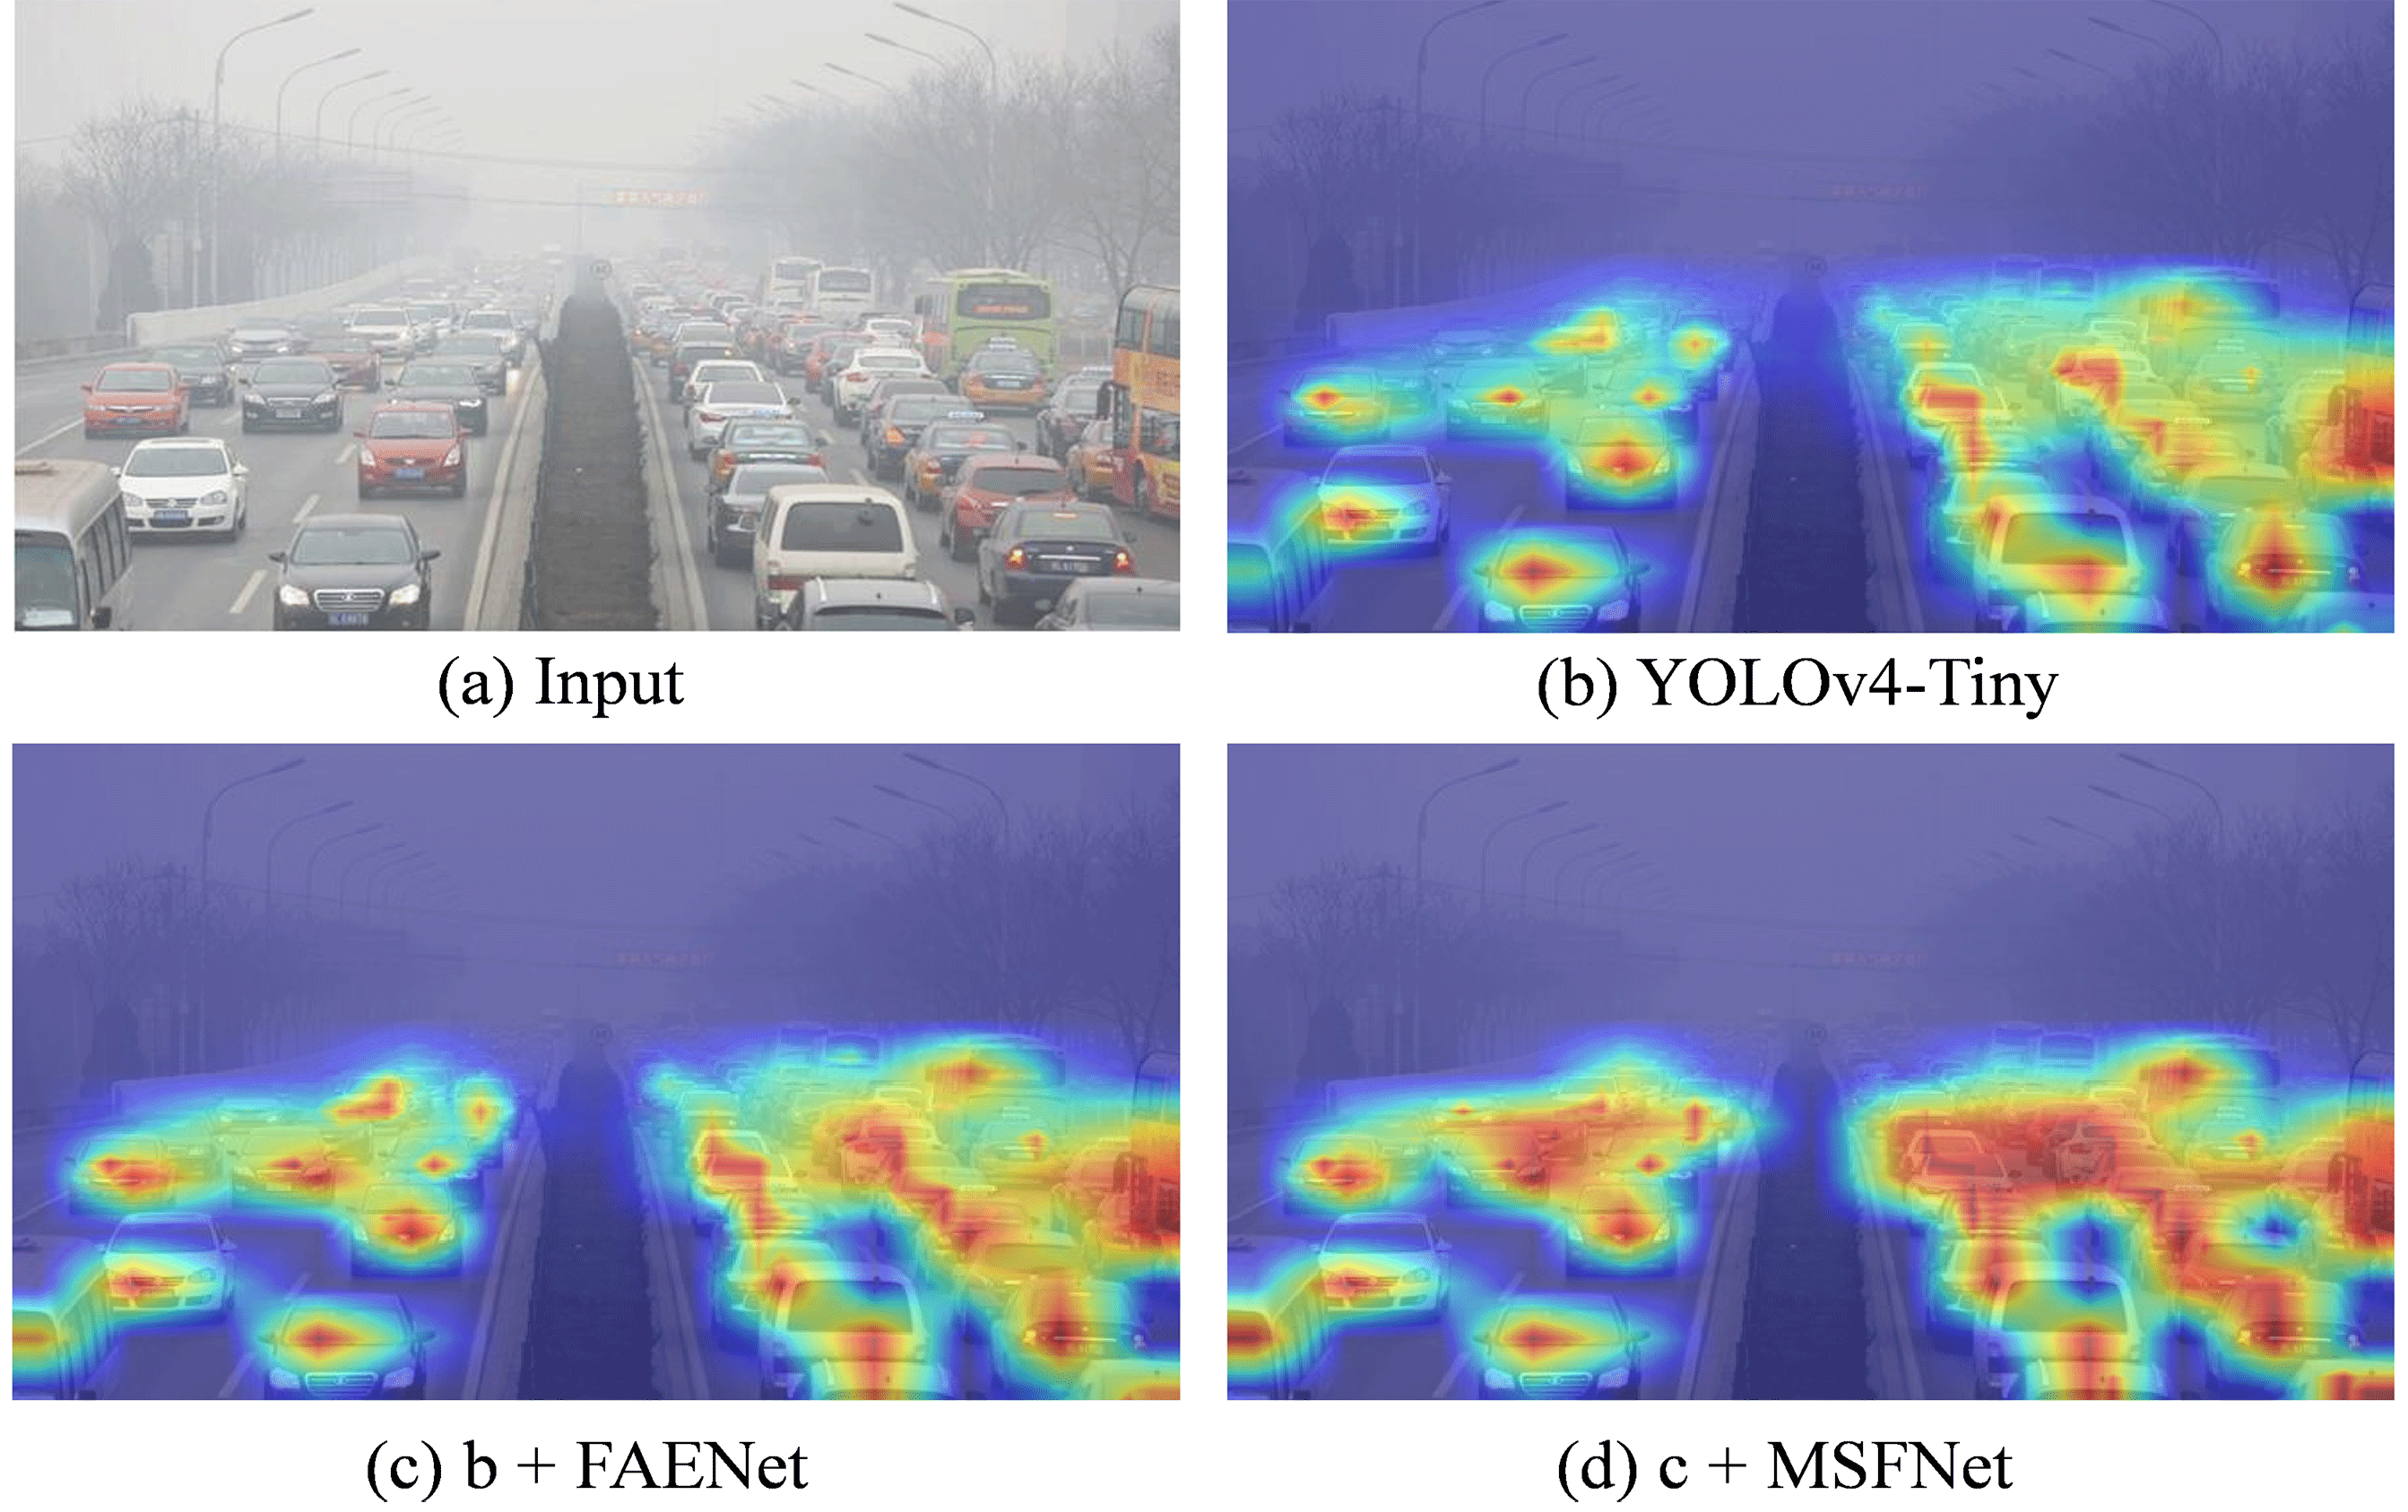 (a) Input
(b) YOLOv4-Tiny
(c) b + FAENet
(d) c + MSFNet